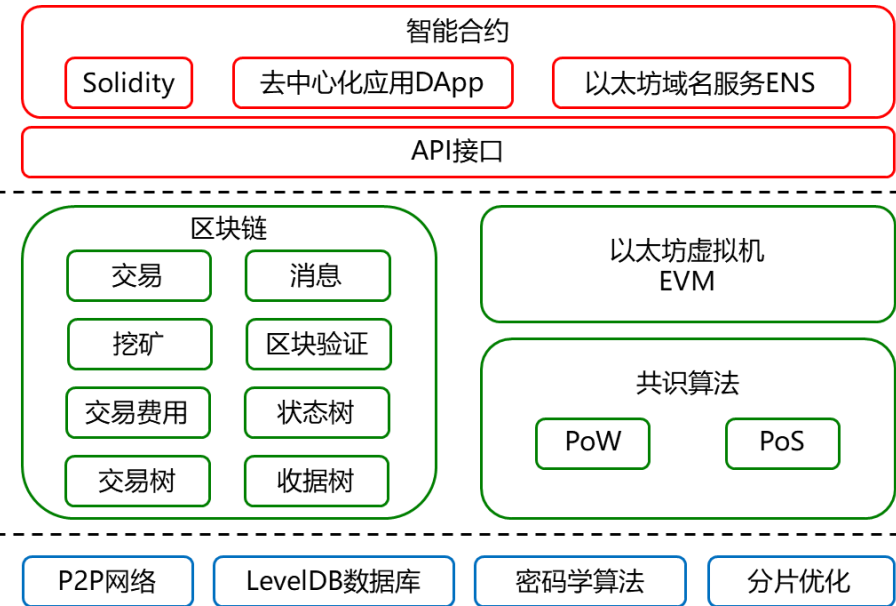 智能合约
Solidity
去中心化应用DApp
以太坊域名服务ENS
API接口
区块链
交易
消息
挖矿
区块验证
交易费用
状态树
交易树
收据树
以太坊虚拟机
EVM
共识算法
PoW
PoS
P2P网络
LevelDB数据库
密码学算法
分片优化